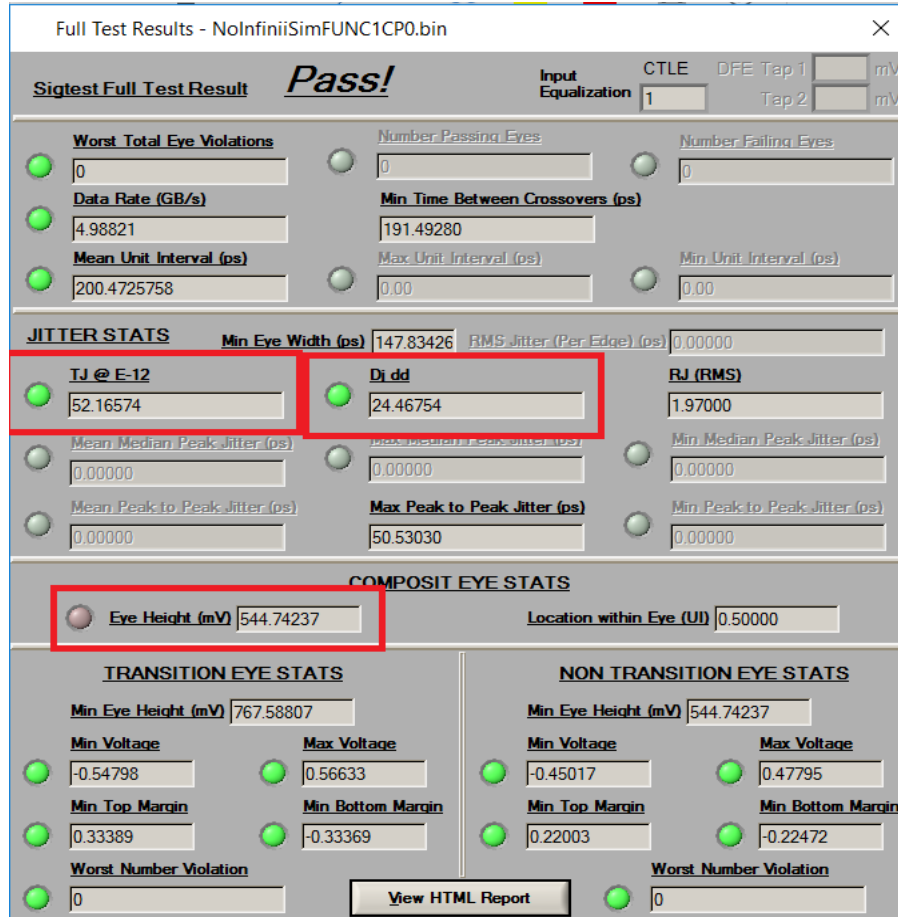 Full Test Results - NoInfiniiSimFUNC1CP0.bin
Sigtest Full Test Result Pass! Input Equalization CTLE 1 DFE Tap 1 mV
Tap 2 mV
Worst Total Eye Violations Number Passing Eyes Number Failing Eyes
0 0 0
Data Rate (GB/s) Min Time Between Crossovers (ps)
4.98821 191.49280
Mean Unit Interval (ps) Max Unit Interval (ps) Min Unit Interval (ps)
200.4725758 0.00 0.00
JITTER STATS Min Eye Width (ps) 147.83426 RMS Jitter (Per Edge) (ps) 0.00000
TJ @ E-12 Dj dd RJ (RMS)
52.16574 24.46754 1.97000
Mean Median Peak Jitter (ps) Max Median Peak Jitter (ps) Min Median Peak Jitter (ps)
0.00000 0.00000 0.00000
Mean Peak to Peak Jitter (ps) Max Peak to Peak Jitter (ps) Min Peak to Peak Jitter (ps)
0.00000 50.53030 0.00000
COMPOSIT EYE STATS
Eye Height (mV) 544.74237 Location within Eye (UI) 0.50000
TRANSITION EYE STATS NON TRANSITION EYE STATS
Min Eye Height (mV) 767.58807 Min Eye Height (mV) 544.74237
Min Voltage Max Voltage Min Voltage Max Voltage
-0.54798 0.56633 -0.45017 0.47795
Min Top Margin Min Bottom Margin Min Top Margin Min Bottom Margin
0.33389 -0.33369 0.22003 -0.22472
Worst Number Violation Worst Number Violation
0 View HTML Report 0